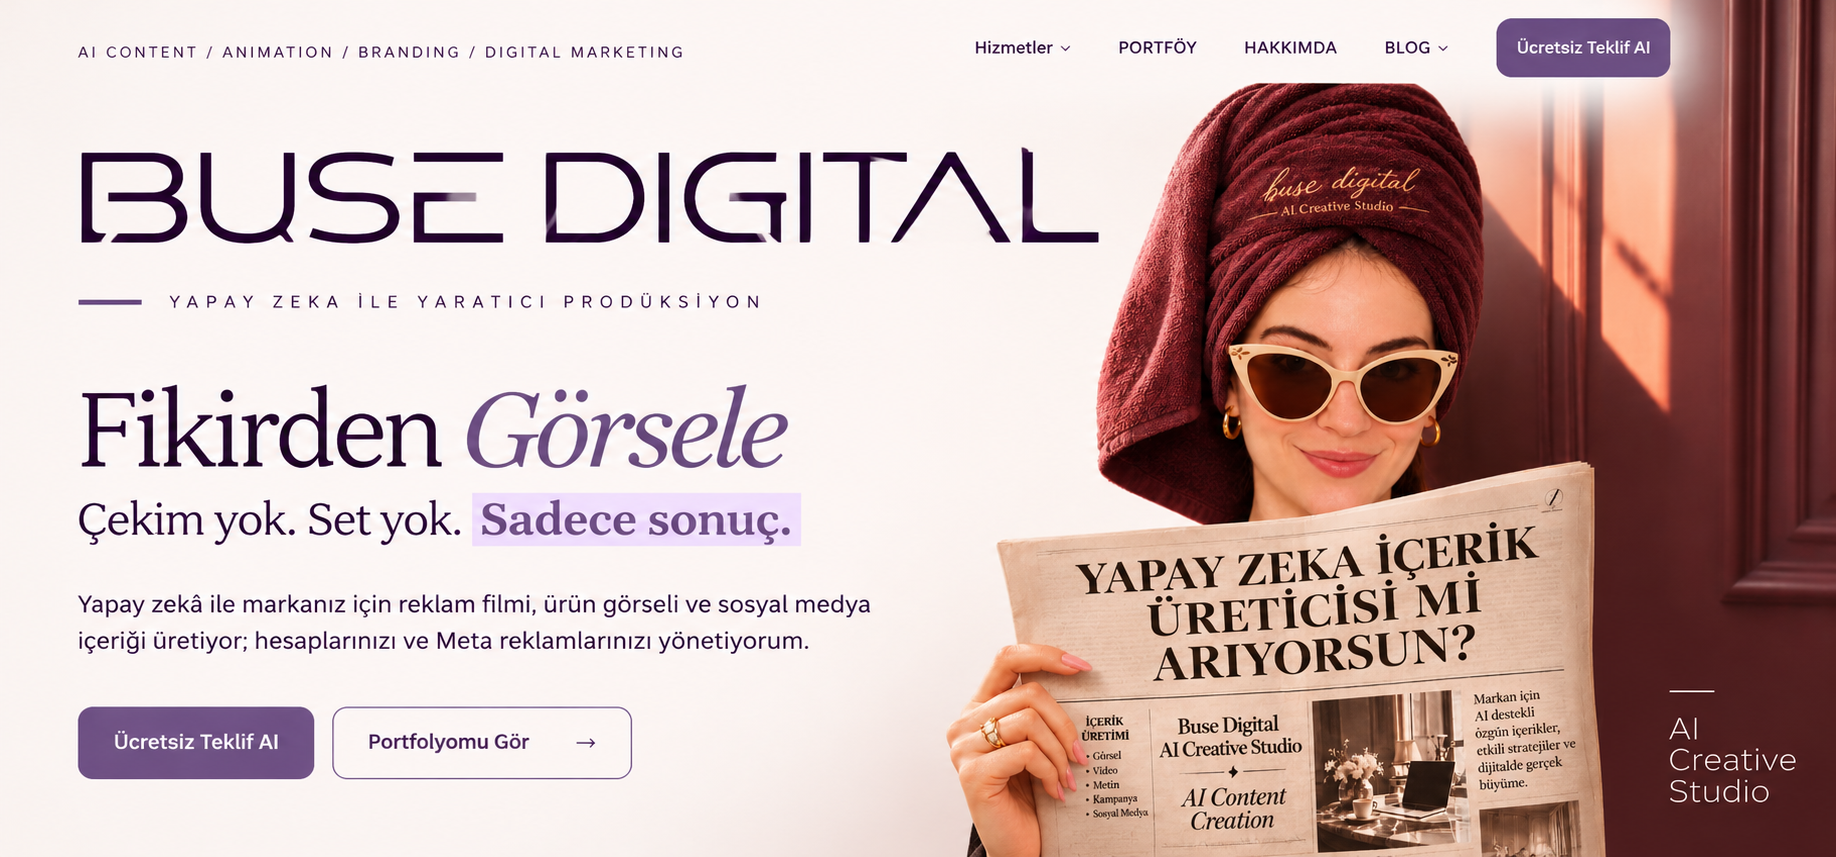 AI CONTENT / ANIMATION / BRANDING / DIGITAL MARKETING
Hizmetler
PORTFÖY
HAKKIMDA
BLOG
Ücretsiz Teklif AI
BUSE DIGITAL
YAPAY ZEKA İLE YARATICI PRODÜKSİYON
Fikirden Görsele
Çekim yok. Set yok. Sadece sonuç.
Yapay zekâ ile markanız için reklam filmi, ürün görseli ve sosyal medya
içeriği üretiyor; hesaplarınızı ve Meta reklamlarınızı yönetiyorum.
Ücretsiz Teklif AI
Portfolyomu Gör →
buse digital
AI Creative Studio
YAPAY ZEKA İÇERİK
ÜRETİCİSİ Mİ
ARIYORSUN?
İÇERİK
ÜRETİMİ
• Görsel
• Video
• Metin
• Kampanya
• Sosyal Medya
Buse Digital
AI Creative Studio
AI Content
Creation
Markan için
AI destekli
özgün içerikler,
etkili stratejiler ve
dijitalde gerçek
büyüme.
AI
Creative
Studio